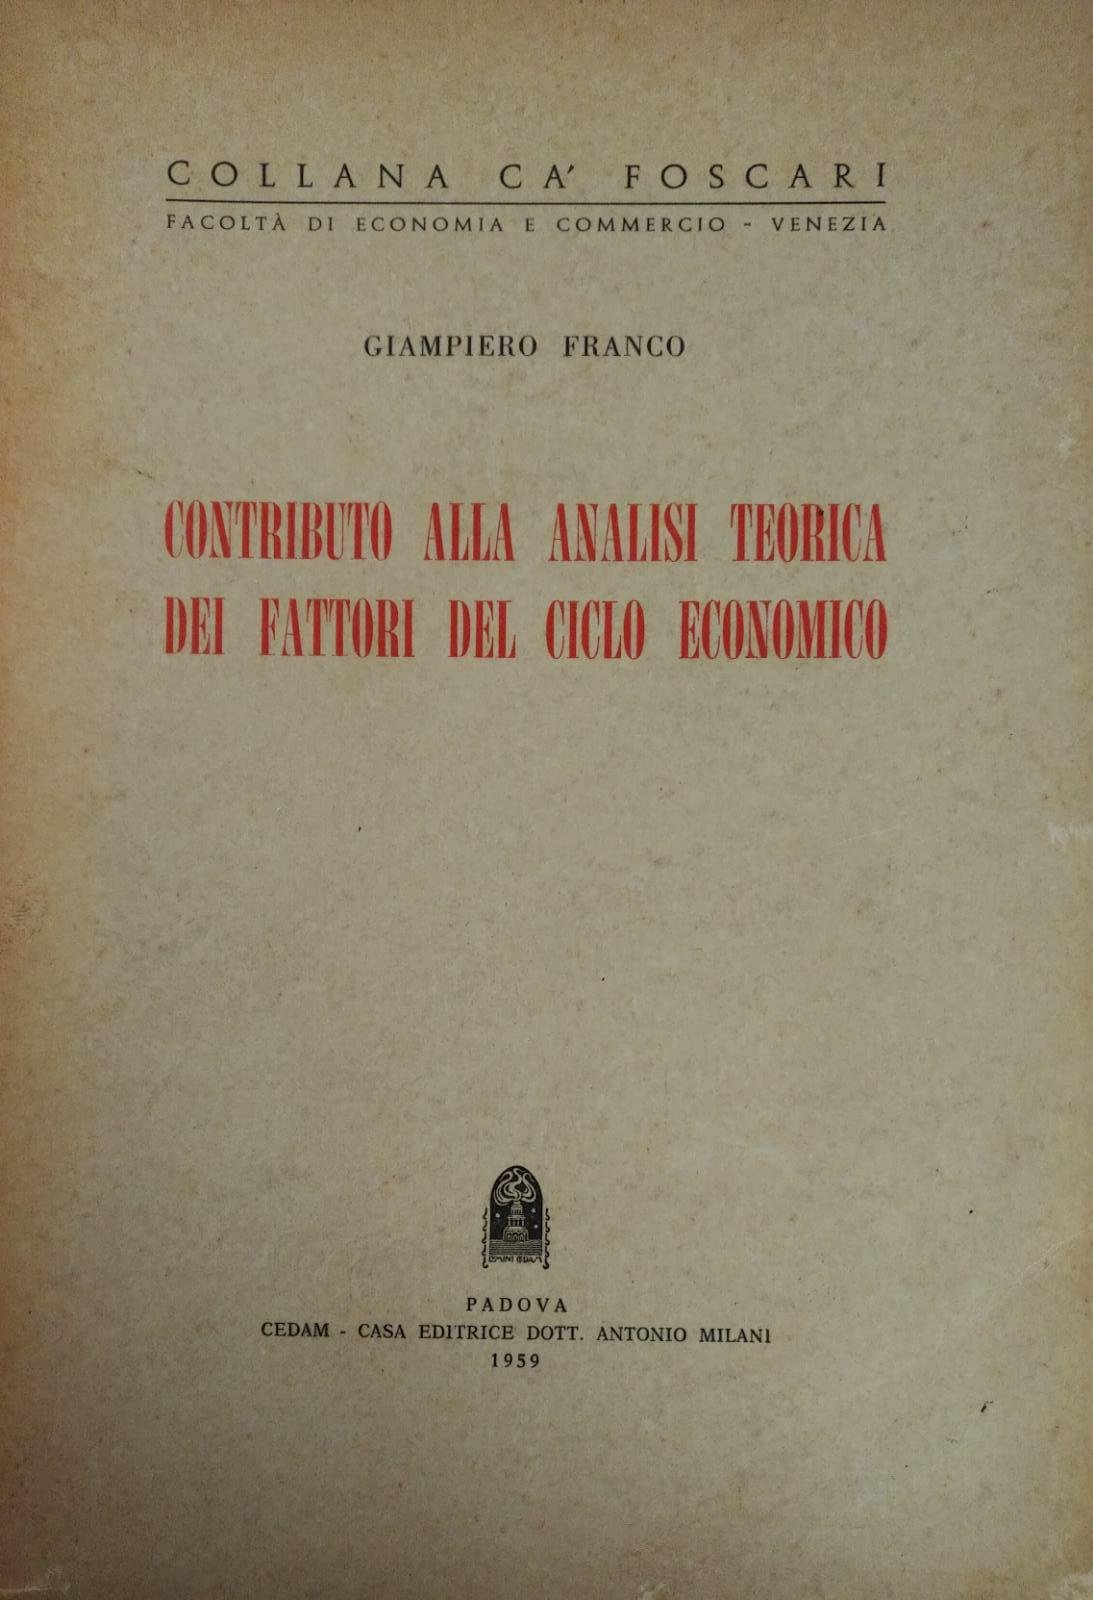 COLLANA CA' FOSCARI
FACOLTÀ DI ECONOMIA E COMMERCIO - VENEZIA
GIAMPIERO FRANCO
CONTRIBUTO ALLA ANALISI TEORICA
DEI FATTORI DEL CICLO ECONOMICO
PADOVA
CEDAM - CASA EDITRICE DOTT. ANTONIO MILANI
1959